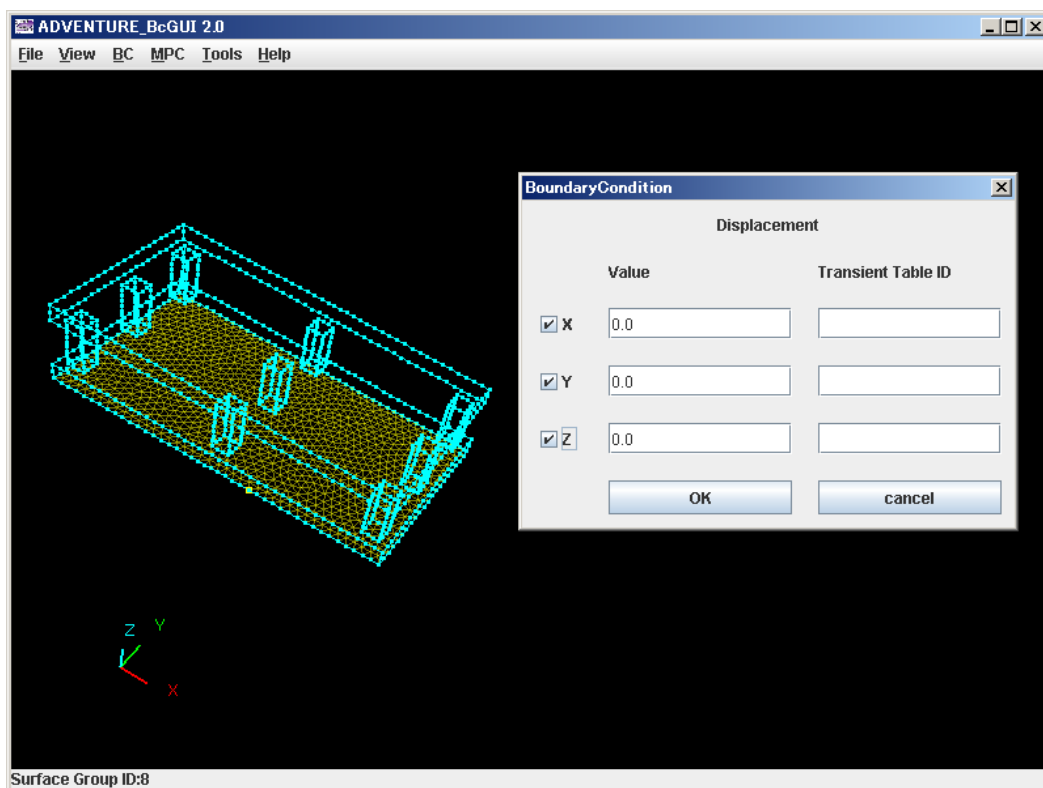 ADVENTURE_BcGUI 2.0
File View BC MPC Tools Help
BoundaryCondition
Displacement
Value Transient Table ID
X 0.0
Y 0.0
Z 0.0
OK cancel
Z Y
X
Surface Group ID:8